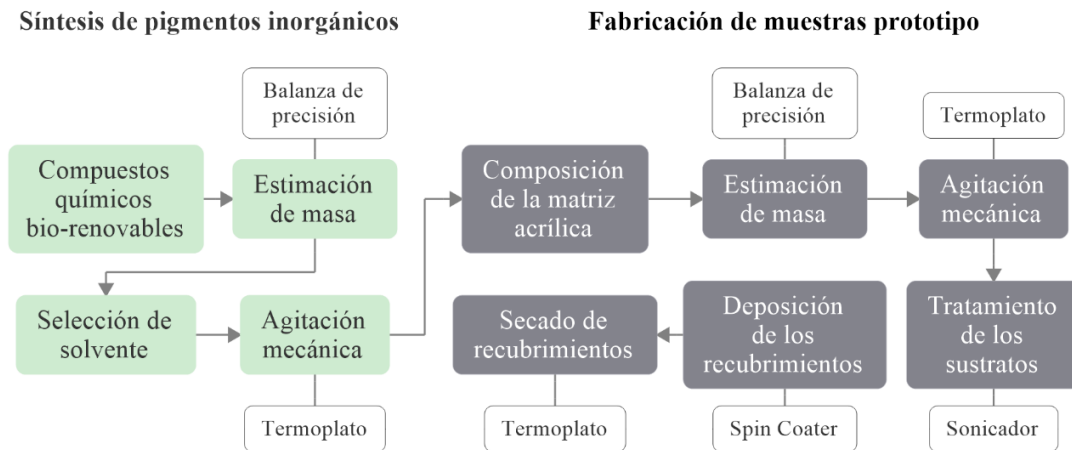 Síntesis de pigmentos inorgánicos
Fabricación de muestras prototipo
Balanza de
precisión
Balanza de
precisión
Termoplato
Compuestos
químicos
bio-renovables
Estimación
de masa
Composición
de la matriz
acrílica
Estimación
de masa
Agitación
mecánica
Selección de
solvente
Agitación
mecánica
Secado de
recubrimientos
Deposición
de los
recubrimientos
Tratamiento
de los
sustratos
Termoplato
Termoplato
Spin Coater
Sonicador